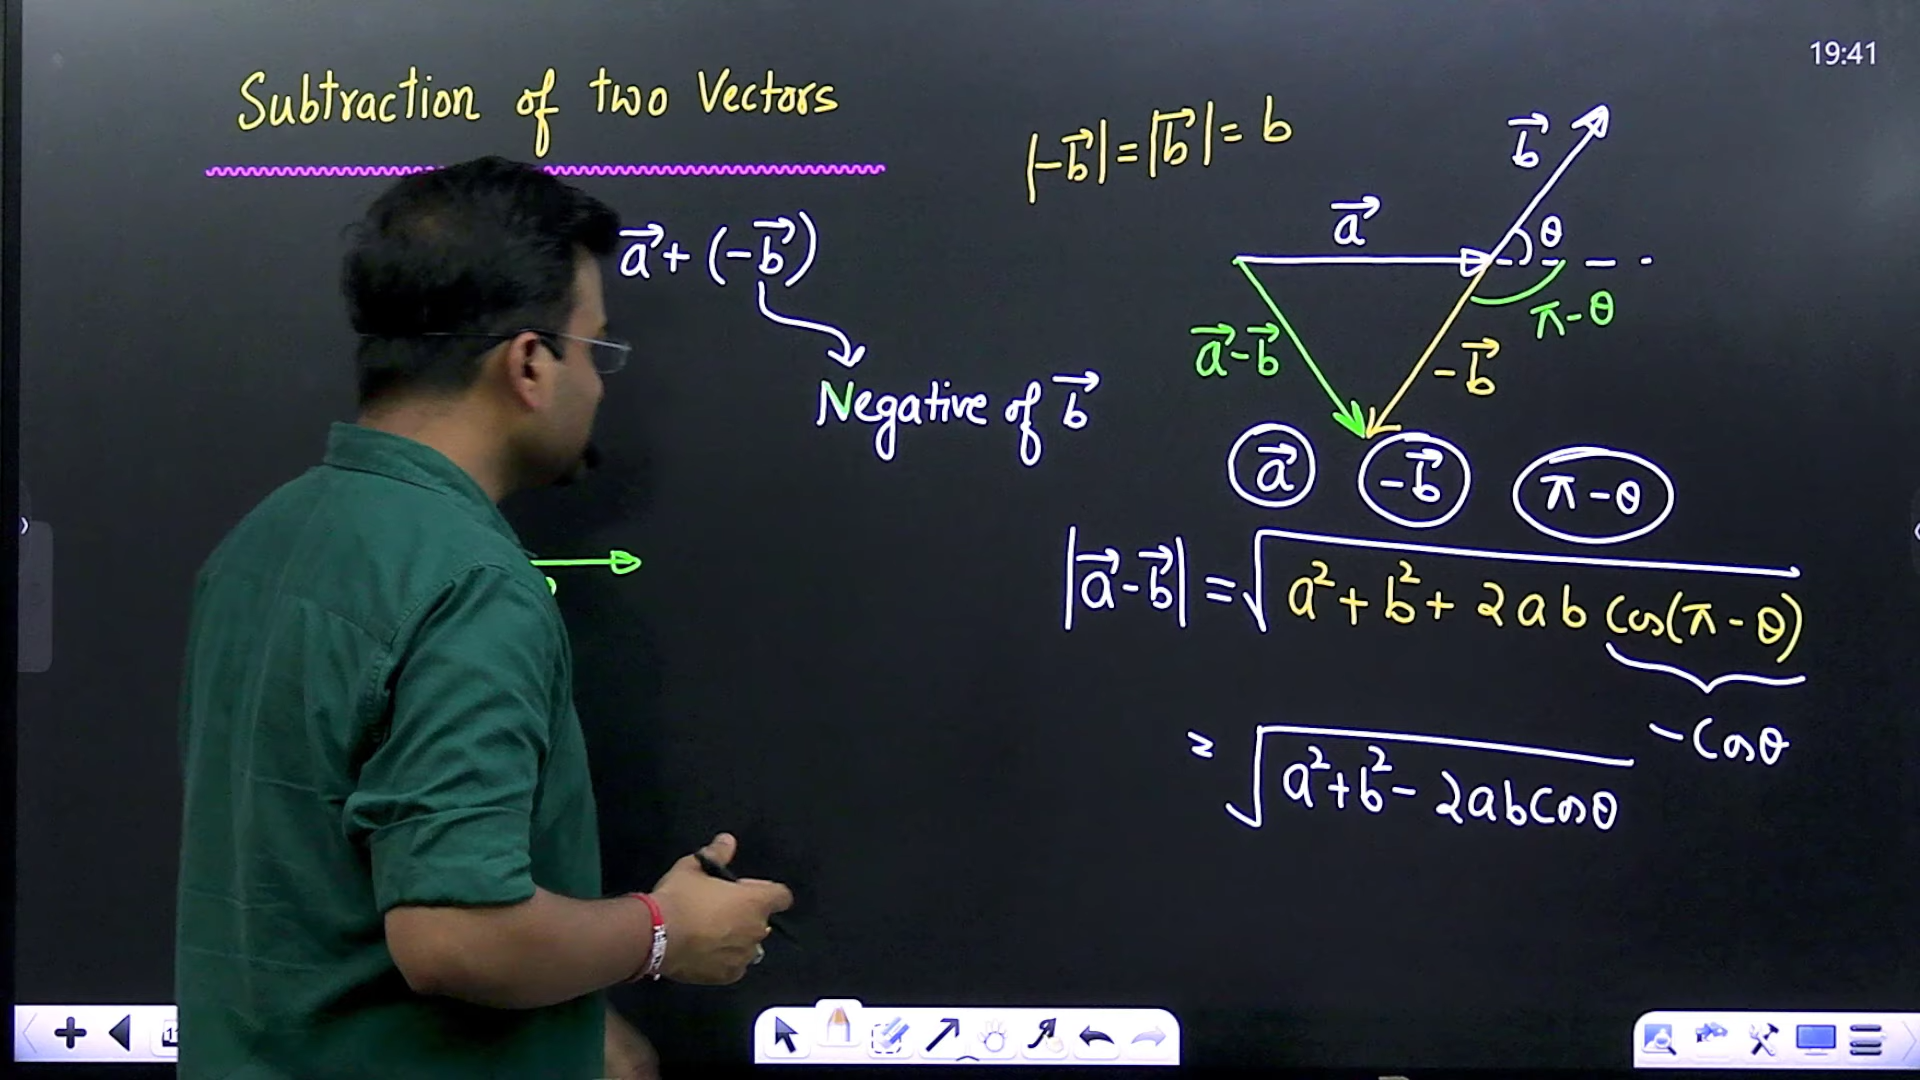 19:41
Subtraction of two Vectors
|-b⃗| = |b⃗| = b
b⃗
a⃗ + (-b⃗)
a⃗
θ
π-θ
a⃗-b⃗
-b⃗
Negative of b⃗
a⃗ -b⃗ π-θ
|a⃗-b⃗| = √(a² + b² + 2ab cos(π-θ))
-Cosθ
= √(a²+b²-2abCosθ)